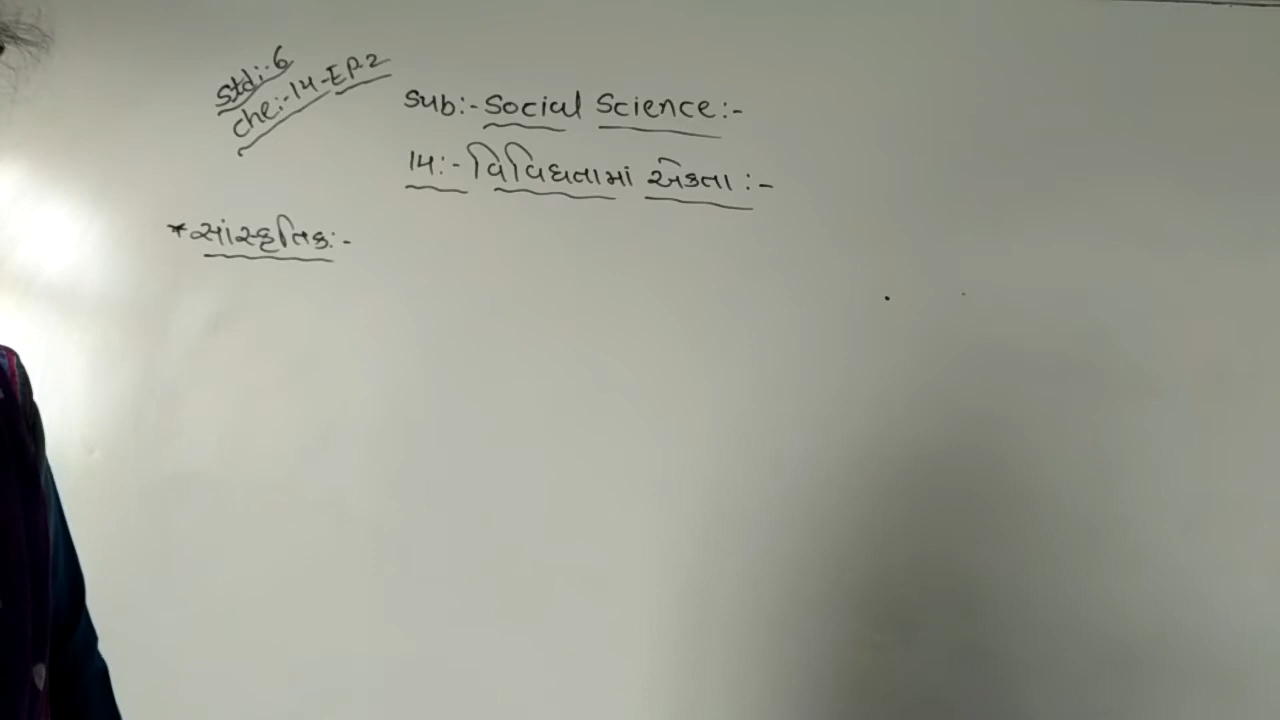 Std:-6
che:-14-EP.2
Sub:- Social Science:-
14:- વિવિધતામાં એકતા :-
* સાંસ્કૃતિક:-